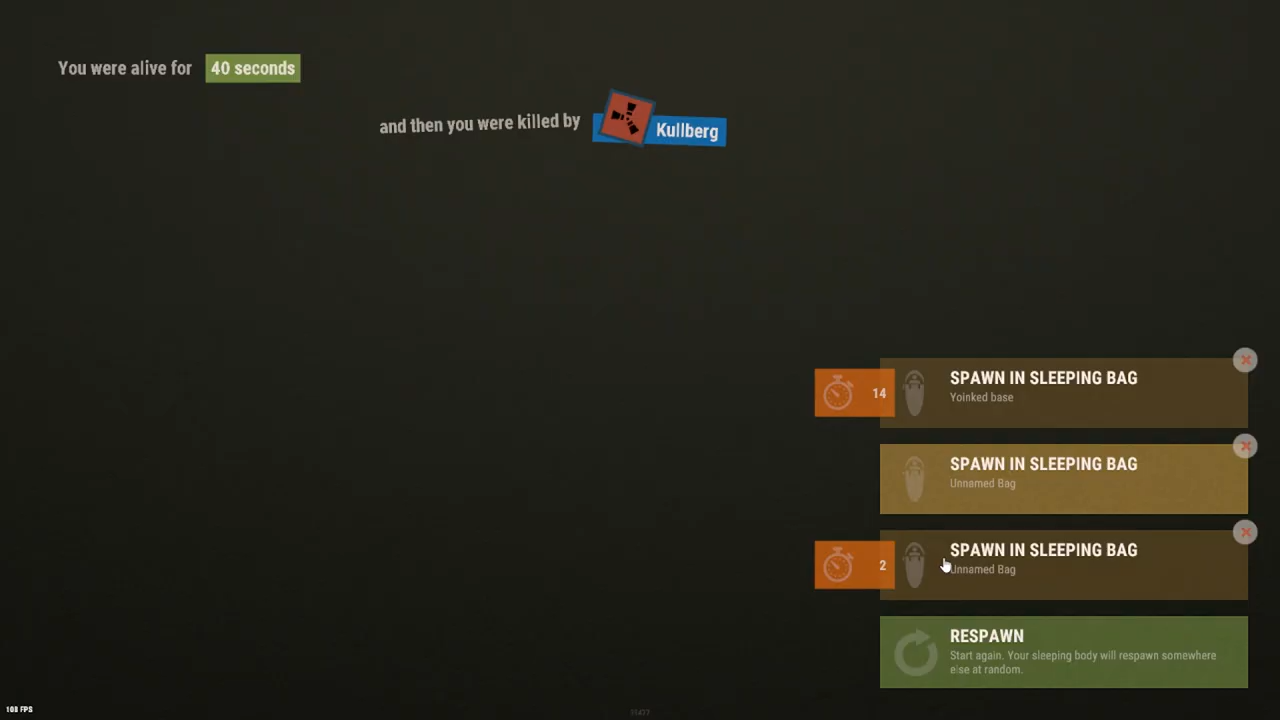 You were alive for 40 seconds
and then you were killed by Kullberg
14
SPAWN IN SLEEPING BAG
Yoinked base
SPAWN IN SLEEPING BAG
Unnamed Bag
2
SPAWN IN SLEEPING BAG
Unnamed Bag
RESPAWN
Start again. Your sleeping body will respawn somewhere
else at random.
108 FPS